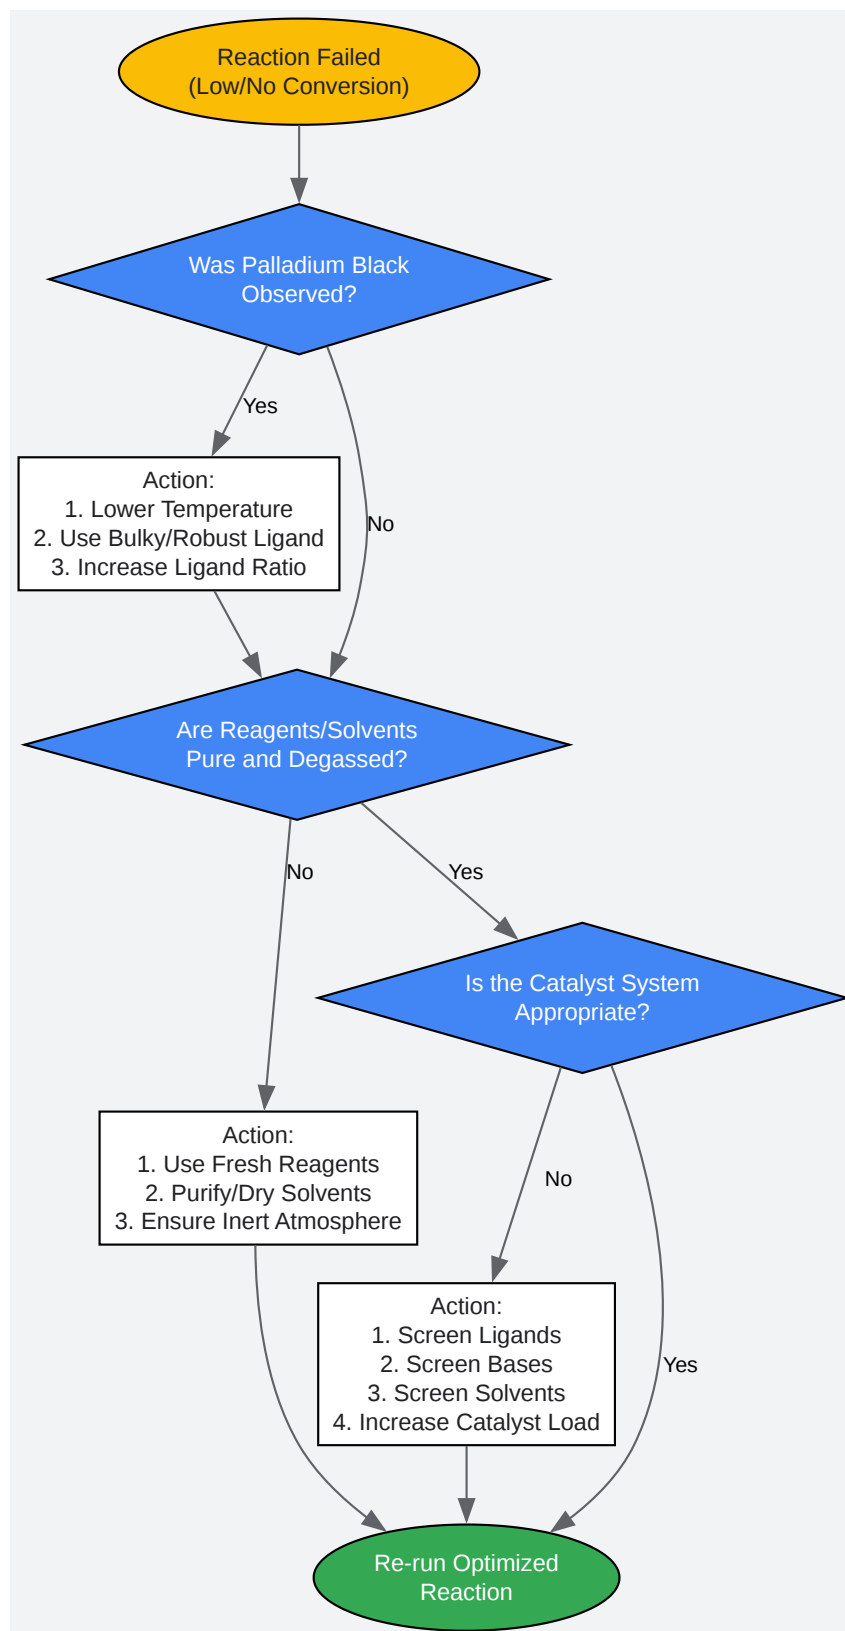 Reaction Failed
(Low/No Conversion)
Was Palladium Black
Observed?
Yes
Action:
1. Lower Temperature
2. Use Bulky/Robust Ligand
3. Increase Ligand Ratio
No
Are Reagents/Solvents
Pure and Degassed?
No
Yes
Is the Catalyst System
Appropriate?
Action:
1. Use Fresh Reagents
2. Purify/Dry Solvents
3. Ensure Inert Atmosphere
No
Action:
1. Screen Ligands
2. Screen Bases
3. Screen Solvents
4. Increase Catalyst Load
Yes
Re-run Optimized
Reaction